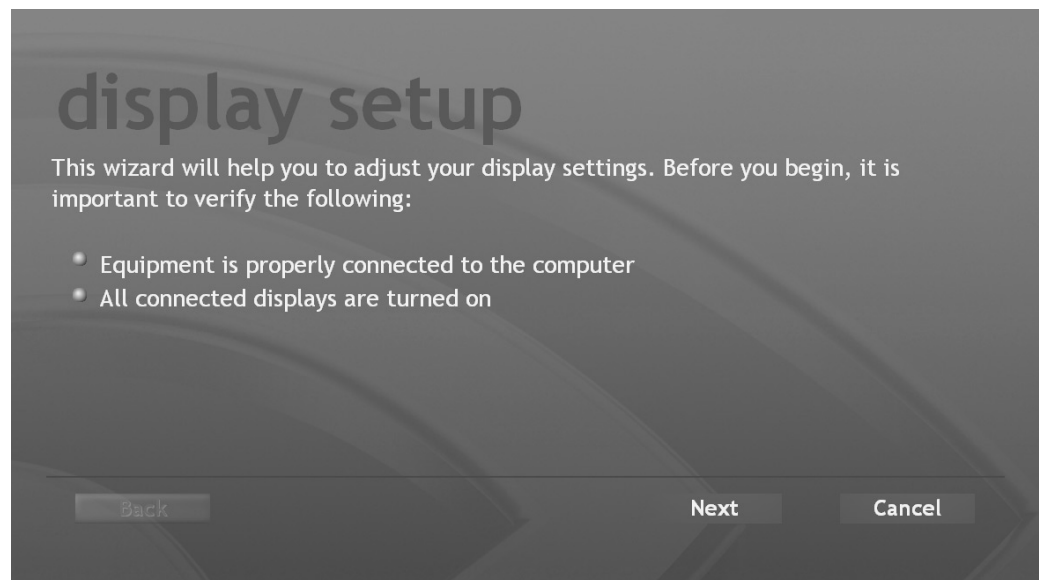 display setup
This wizard will help you to adjust your display settings. Before you begin, it is
important to verify the following:
Equipment is properly connected to the computer
All connected displays are turned on
Back
Next
Cancel